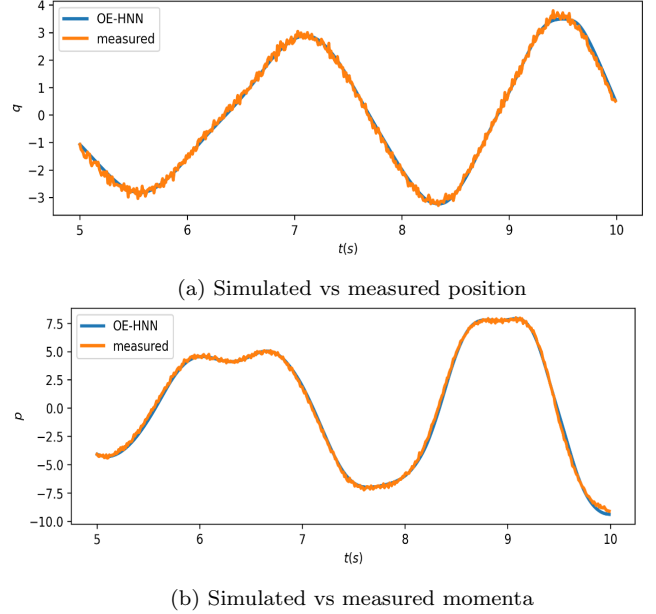 4
3
2
1
0
−1
−2
−3
q
OE-HNN
measured
5 6 7 8 9 10
t(s)
(a) Simulated vs measured position
7.5
5.0
2.5
0.0
−2.5
−5.0
−7.5
−10.0
p
OE-HNN
measured
5 6 7 8 9 10
t(s)
(b) Simulated vs measured momenta